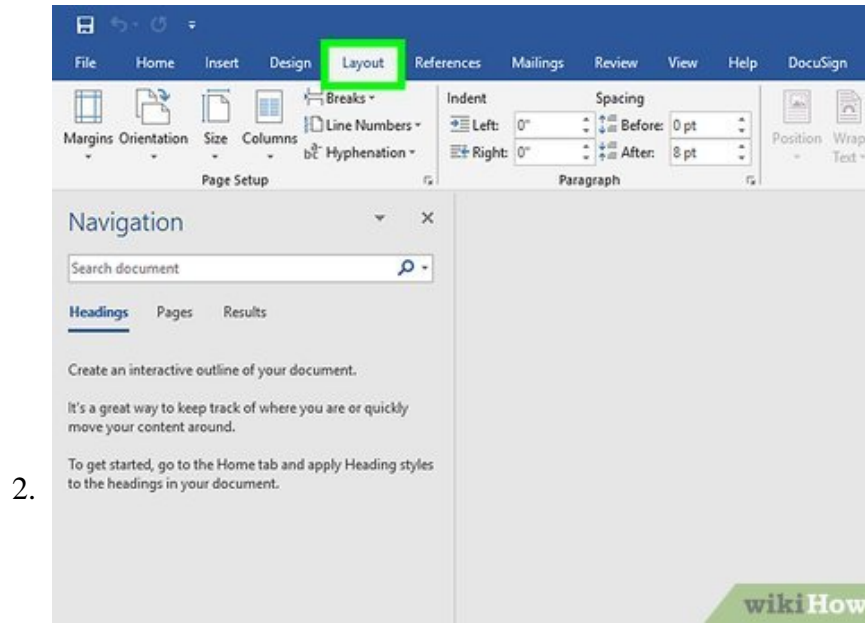 File Home Insert Design Layout References Mailings Review View Help DocuSign
Breaks Indent Spacing
Line Numbers Left: 0" Before: 0 pt
Margins Orientation Size Columns Position Wrap
Hyphenation Right: 0" After: 8 pt Text
Page Setup Paragraph
Navigation
Search document
Headings Pages Results
Create an interactive outline of your document.
It's a great way to keep track of where you are or quickly
move your content around.
To get started, go to the Home tab and apply Heading styles
to the headings in your document.
2.
wikiHow